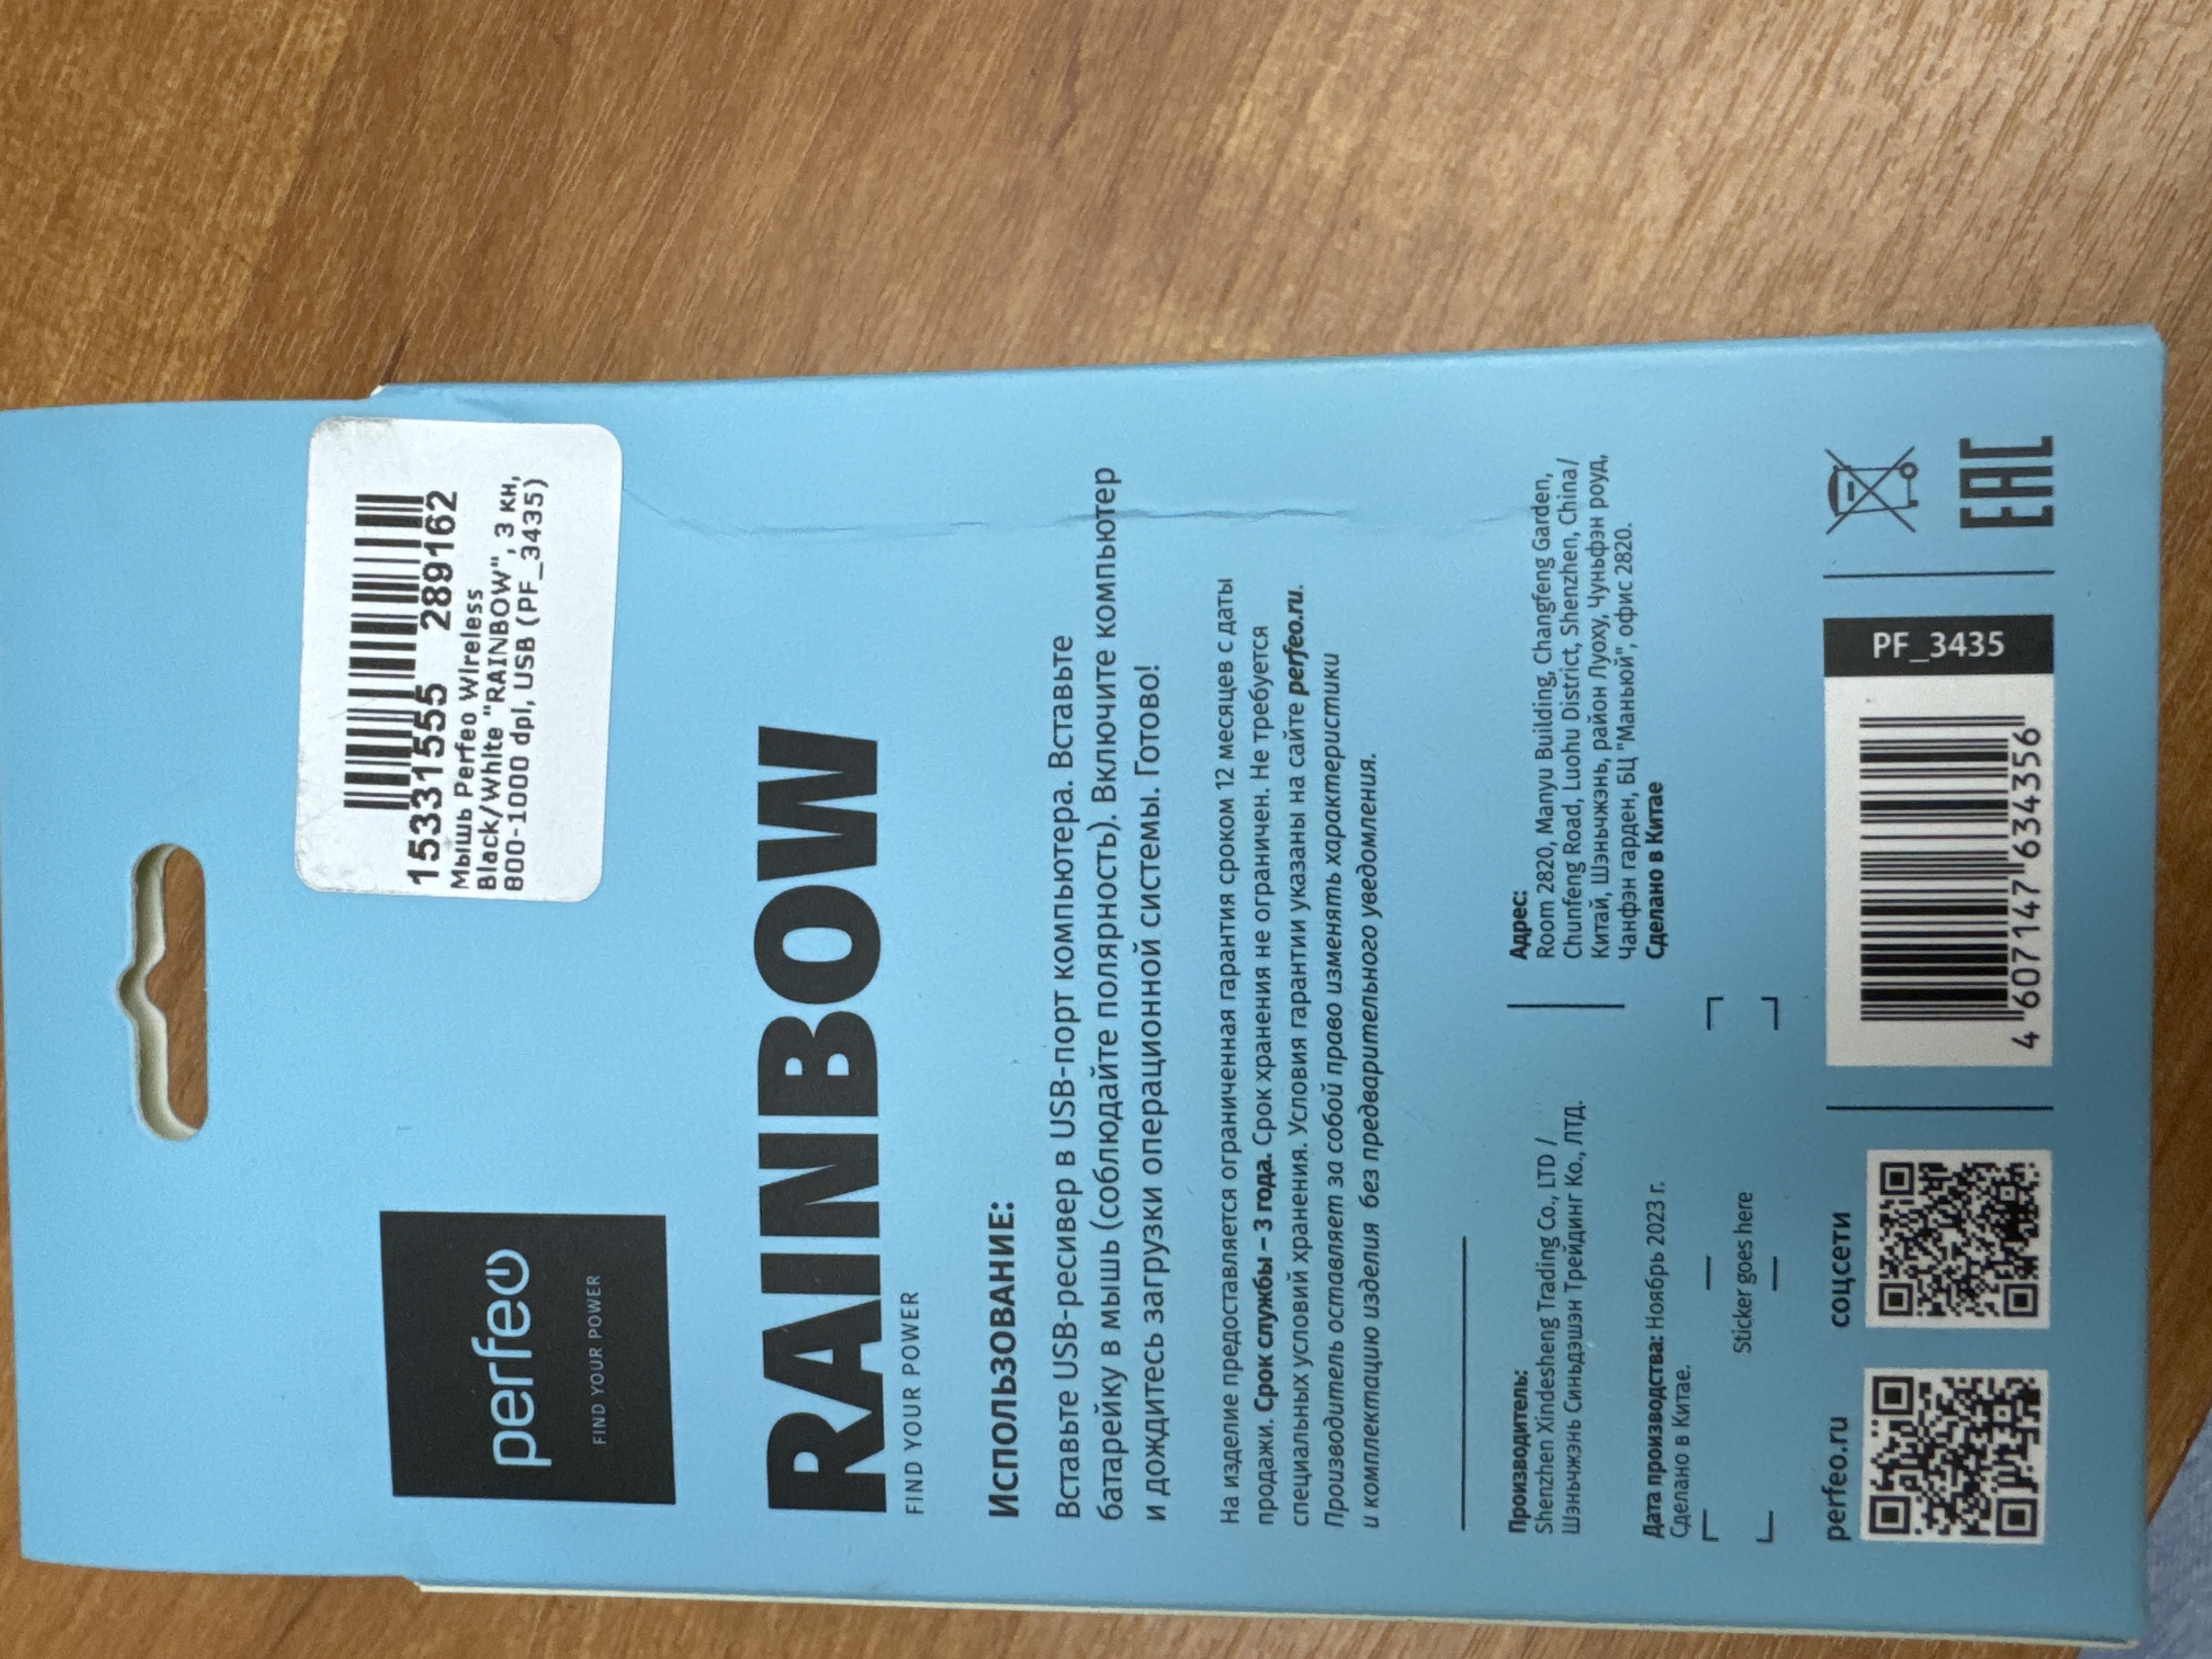 15331555 289162
Мышь Perfeo Wireless
Black/White "RAINBOW", 3 кн,
800-1000 dpi, USB (PF_3435)
perfeo
FIND YOUR POWER
RAINBOW
FIND YOUR POWER
ИСПОЛЬЗОВАНИЕ:
Вставьте USB-ресивер в USB-порт компьютера. Вставьте
батарейку в мышь (соблюдайте полярность). Включите компьютер
и дождитесь загрузки операционной системы. Готово!
На изделие предоставляется ограниченная гарантия сроком 12 месяцев с даты
продажи. Срок службы – 3 года. Срок хранения не ограничен. Не требуется
специальных условий хранения. Условия гарантии указаны на сайте perfeo.ru.
Производитель оставляет за собой право изменять характеристики
и комплектацию изделия без предварительного уведомления.
Производитель:
Shenzhen Xindesheng Trading Co., LTD /
Шэньчжэнь Синьдэшэн Трейдинг Ко., ЛТД.
Дата производства: Ноябрь 2023 г.
Сделано в Китае.
Sticker goes here
Адрес:
Room 2820, Manyu Building, Changfeng Garden,
Chunfeng Road, Luohu District, Shenzhen, China/
Китай, Шэньчжэнь, район Луоху, Чуньфэн роуд,
Чанфэн гарден, БЦ "Маньюй", офис 2820.
Сделано в Китае
perfeo.ru
соцсети
4 607147 634356
PF_3435
EAC